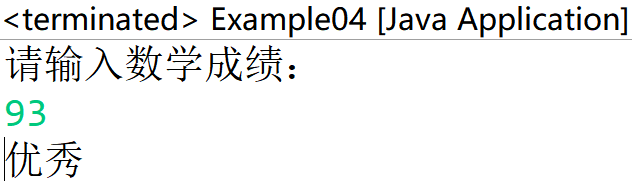 <terminated> Example04 [Java Application]
请输入数学成绩：
93
优秀